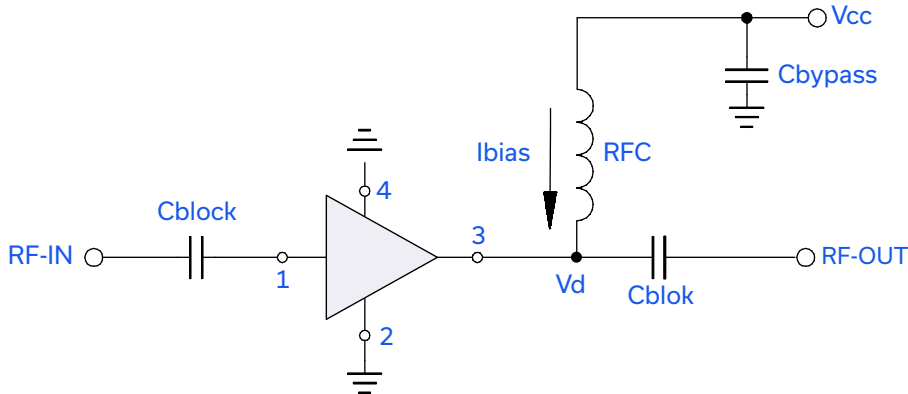 Vcc
Cbypass
Ibias
RFC
4
Cblock
3
RF-IN
RF-OUT
1
Vd
Cblok
2